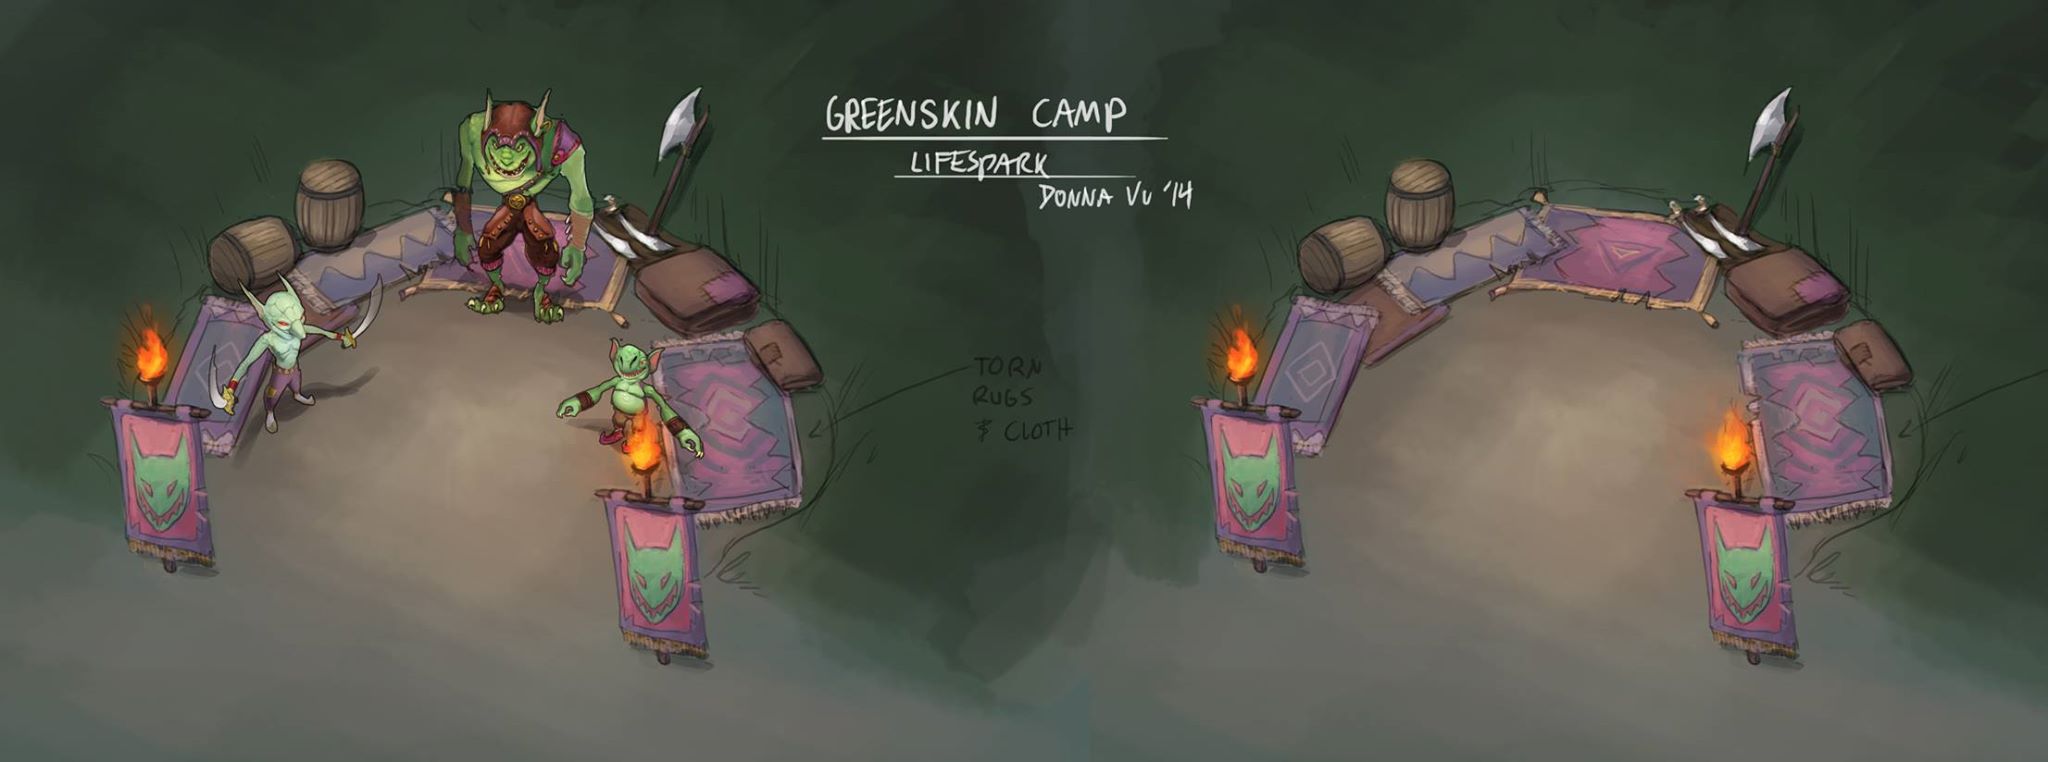 GREENSKIN CAMP
LIFESPARK
DONNA VU '14
TORN
RUGS
& CLOTH